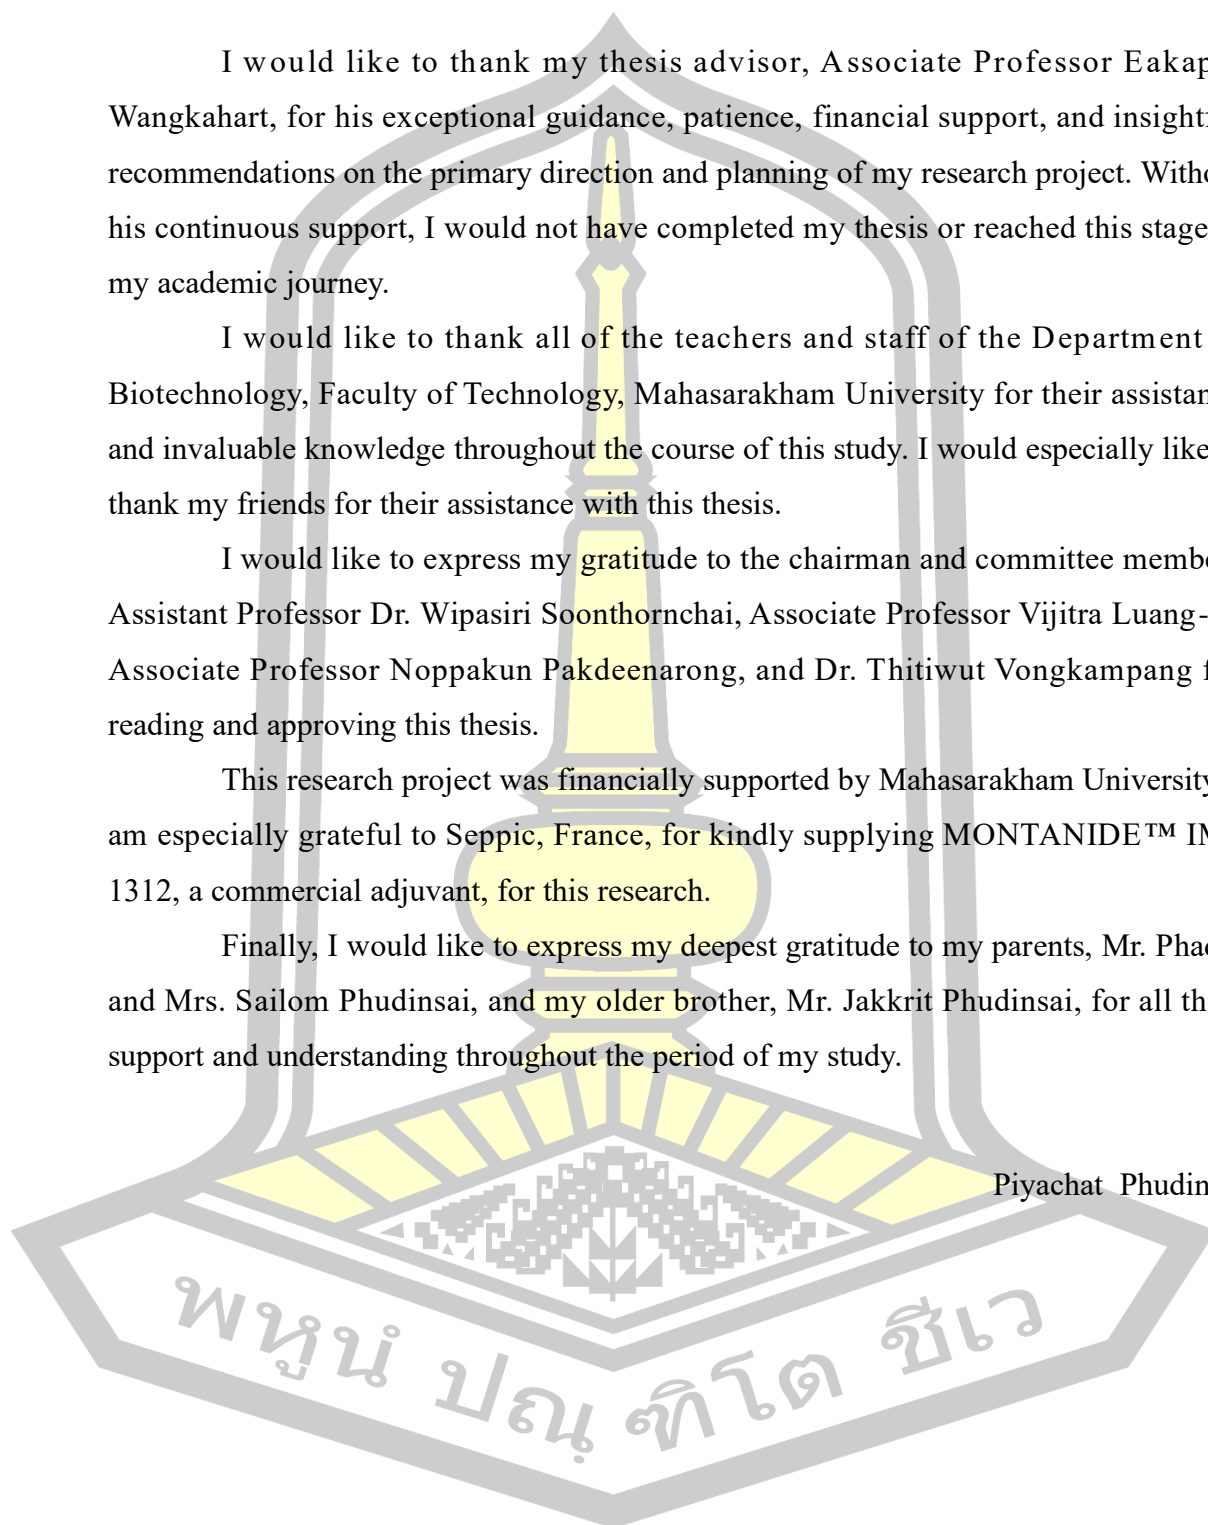 I would like to thank my thesis advisor, Associate Professor Eakap
Wangkahart, for his exceptional guidance, patience, financial support, and insightf
recommendations on the primary direction and planning of my research project. Witho
his continuous support, I would not have completed my thesis or reached this stage
my academic journey.
I would like to thank all of the teachers and staff of the Department
Biotechnology, Faculty of Technology, Mahasarakham University for their assistan
and invaluable knowledge throughout the course of this study. I would especially like
thank my friends for their assistance with this thesis.
I would like to express my gratitude to the chairman and committee membe
Assistant Professor Dr. Wipasiri Soonthornchai, Associate Professor Vijitra Luang-
Associate Professor Noppakun Pakdeenarong, and Dr. Thitiwut Vongkampang f
reading and approving this thesis.
This research project was financially supported by Mahasarakham University
am especially grateful to Seppic, France, for kindly supplying MONTANIDE™ IM
1312, a commercial adjuvant, for this research.
Finally, I would like to express my deepest gratitude to my parents, Mr. Phad
and Mrs. Sailom Phudinsai, and my older brother, Mr. Jakkrit Phudinsai, for all the
support and understanding throughout the period of my study.
Piyachat Phudin
พหูนํ ปณฺ ฑิโต ชีเว